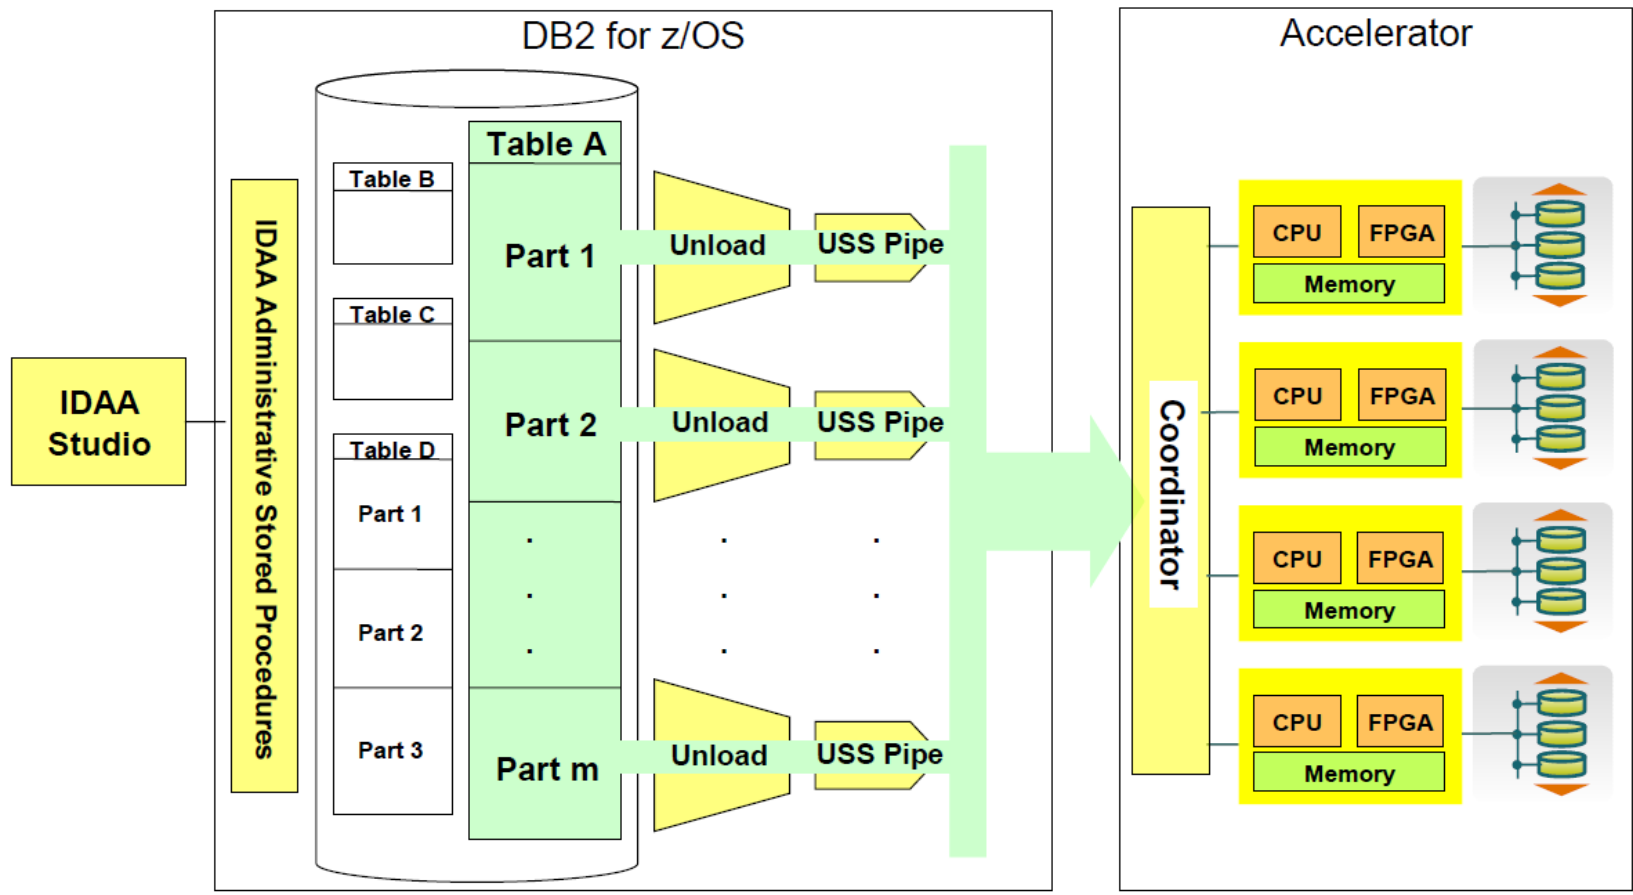 DB2 for z/OS
Accelerator
IDAA
Studio
IDAA Administrative Stored Procedures
Table B
Table C
Table D
Part 1
Part 2
Part 3
Table A
Part 1
Part 2
.
.
.
Part m
Unload
USS Pipe
Unload
USS Pipe
. .
. .
. .
Unload
USS Pipe
Coordinator
CPU FPGA
Memory
CPU FPGA
Memory
CPU FPGA
Memory
CPU FPGA
Memory